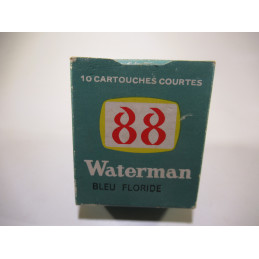 10 CARTOUCHES COURTES
88
Waterman
BLEU FLORIDE